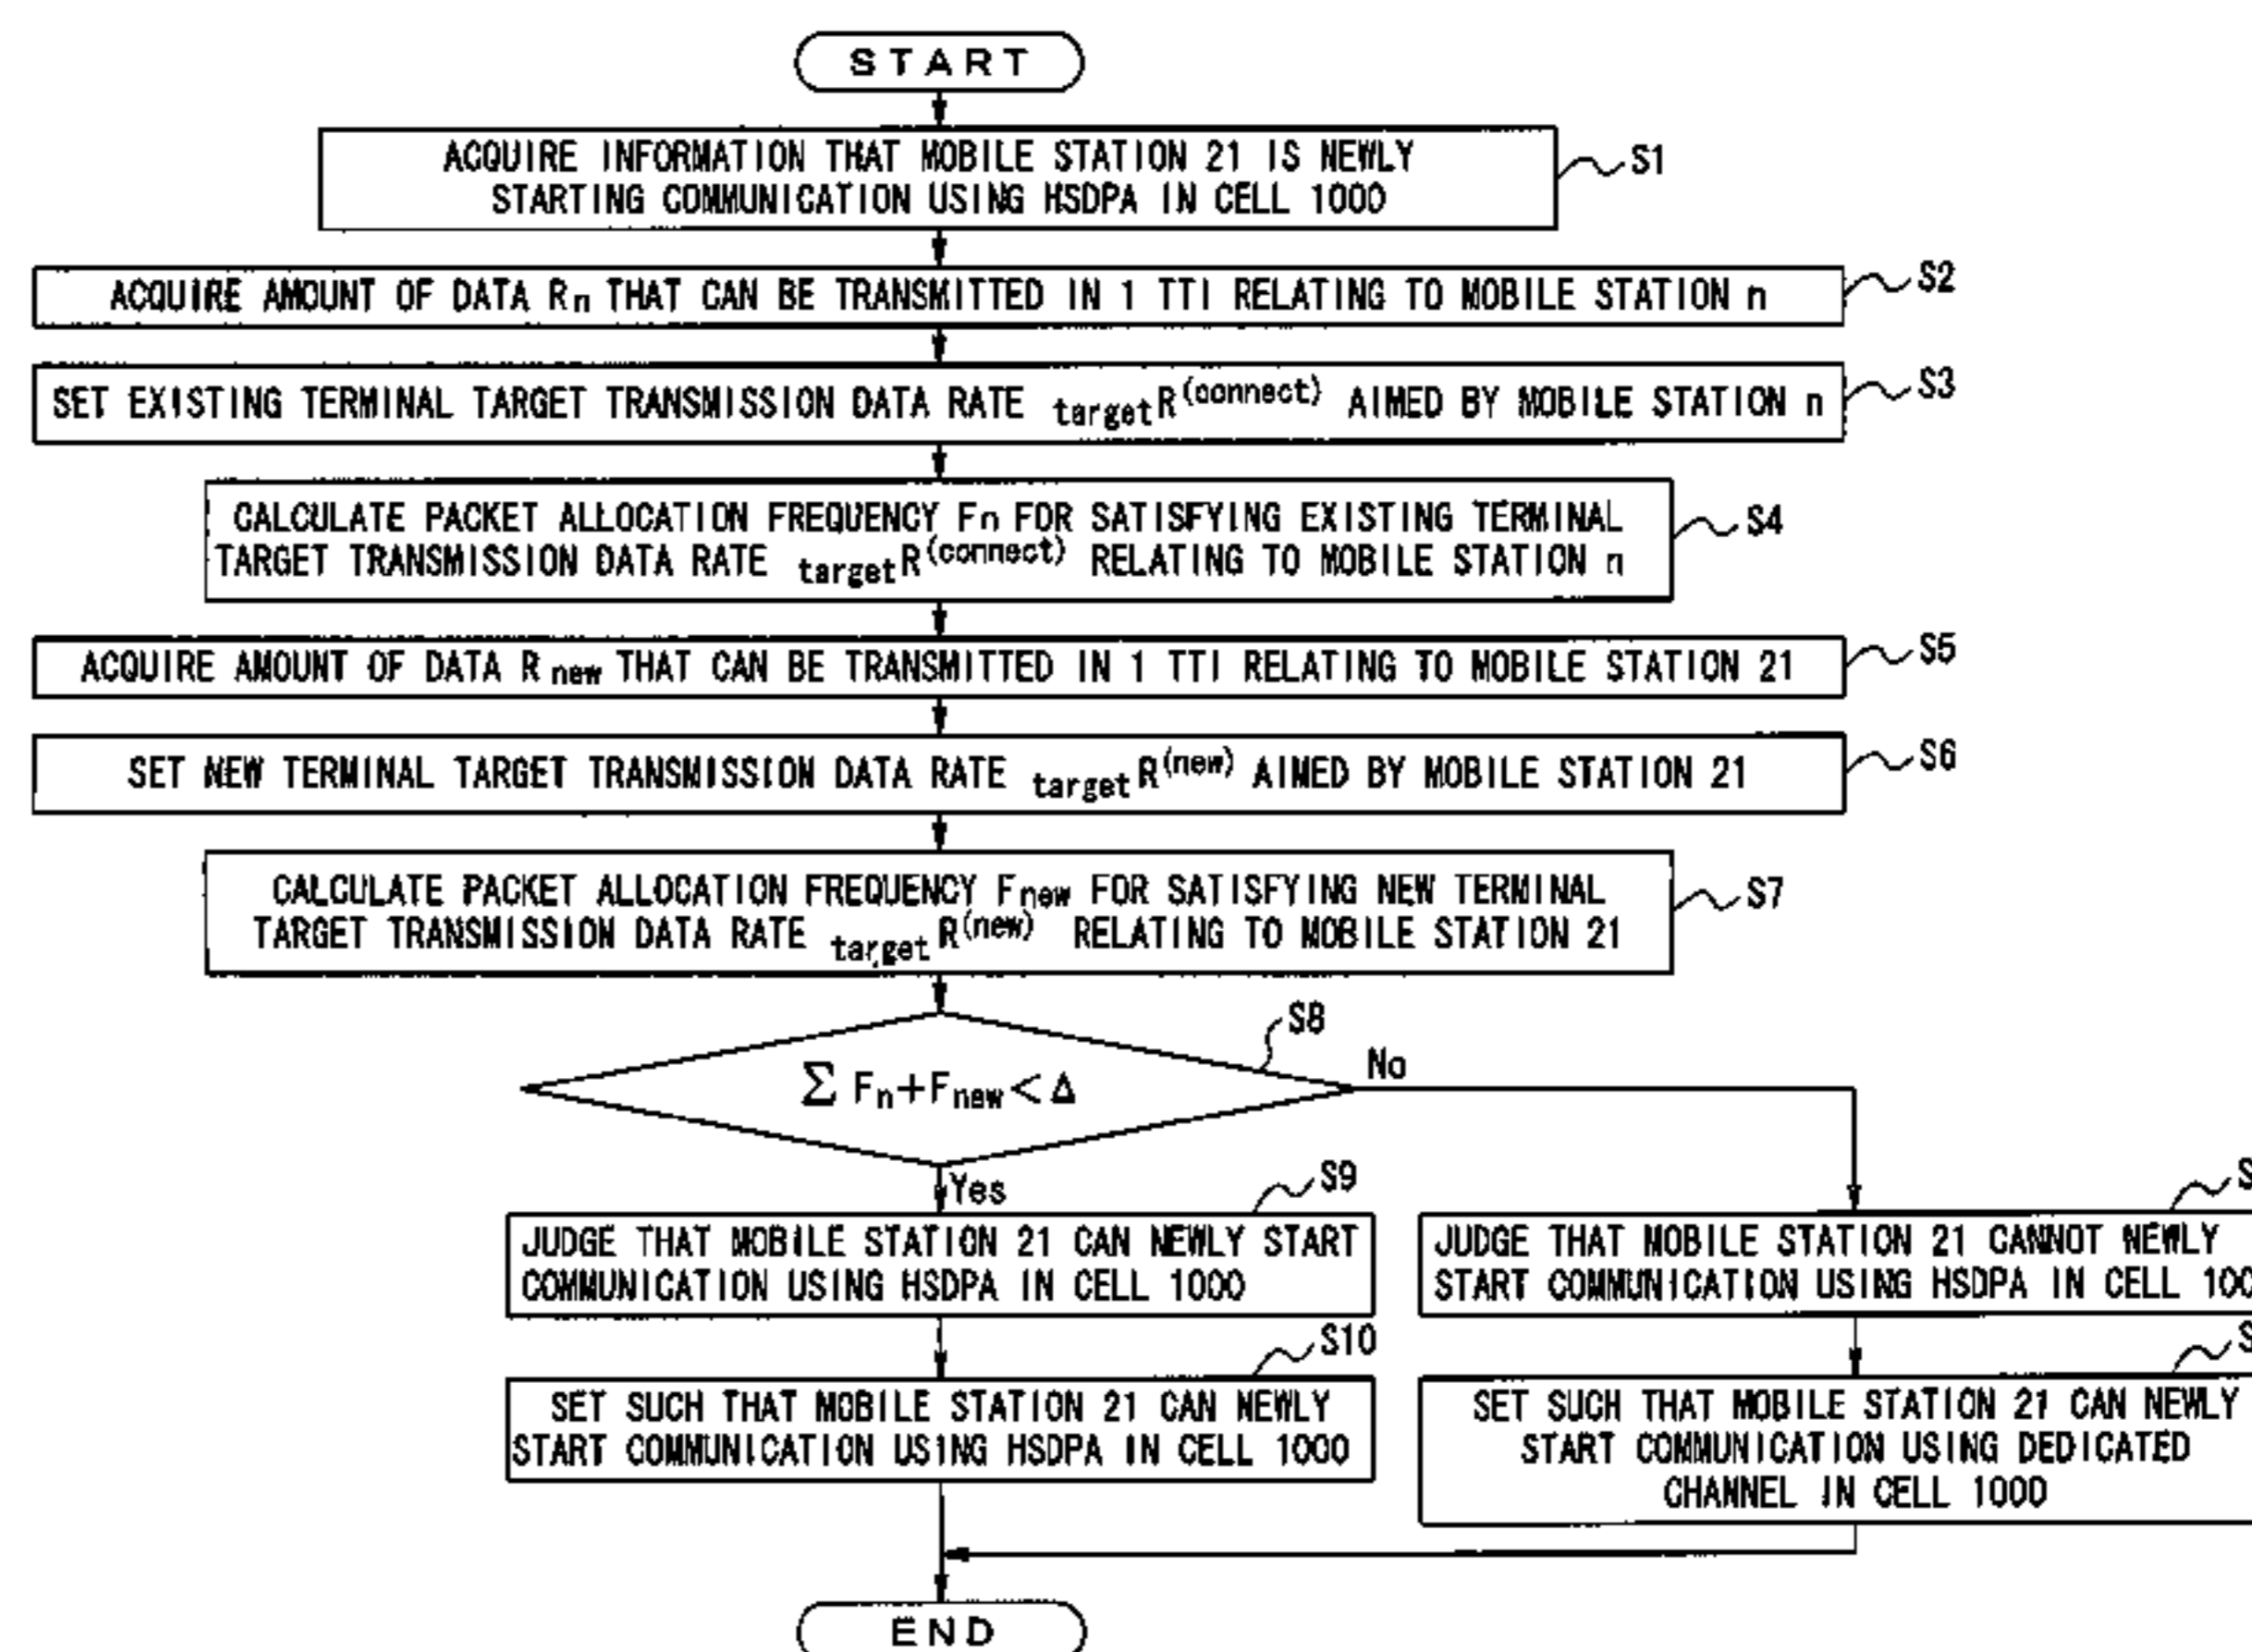 START
ACQUIRE INFORMATION THAT MOBILE STATION 21 IS NEWLY
STARTING COMMUNICATION USING HSDPA IN CELL 1000
S1
ACQUIRE AMOUNT OF DATA Rn THAT CAN BE TRANSMITTED IN 1 TTI RELATING TO MOBILE STATION n
S2
SET EXISTING TERMINAL TARGET TRANSMISSION DATA RATE targetR(connect) AIMED BY MOBILE STATION n
S3
CALCULATE PACKET ALLOCATION FREQUENCY Fn FOR SATISFYING EXISTING TERMINAL
TARGET TRANSMISSION DATA RATE targetR(connect) RELATING TO MOBILE STATION n
S4
ACQUIRE AMOUNT OF DATA Rnew THAT CAN BE TRANSMITTED IN 1 TTI RELATING TO MOBILE STATION 21
S5
SET NEW TERMINAL TARGET TRANSMISSION DATA RATE targetR(new) AIMED BY MOBILE STATION 21
S6
CALCULATE PACKET ALLOCATION FREQUENCY Fnew FOR SATISFYING NEW TERMINAL
TARGET TRANSMISSION DATA RATE targetR(new) RELATING TO MOBILE STATION 21
S7
S8
Σ Fn+Fnew<Δ
No
Yes
S9
JUDGE THAT MOBILE STATION 21 CAN NEWLY START
COMMUNICATION USING HSDPA IN CELL 1000
JUDGE THAT MOBILE STATION 21 CANNOT NEWLY
START COMMUNICATION USING HSDPA IN CELL
S10
SET SUCH THAT MOBILE STATION 21 CAN NEWLY
START COMMUNICATION USING HSDPA IN CELL 1000
SET SUCH THAT MOBILE STATION 21 CAN NEWLY
START COMMUNICATION USING DEDICATED
CHANNEL IN CELL 1000
END